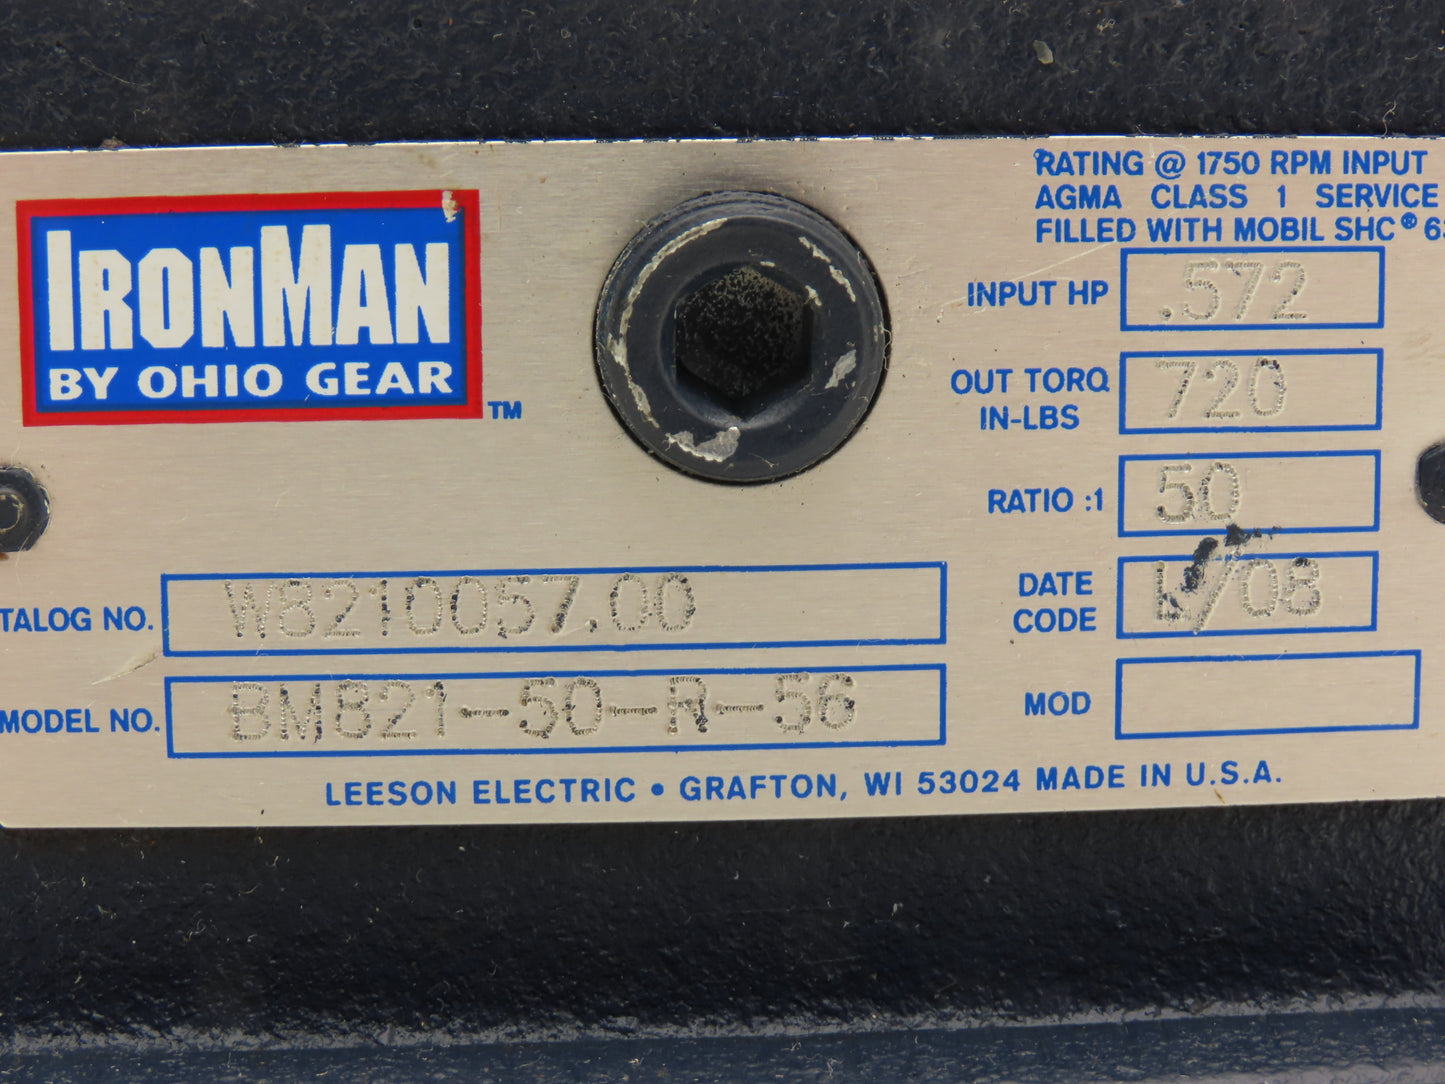 IRONMAN
BY OHIO GEAR
TM
RATING @ 1750 RPM INPUT
AGMA CLASS 1 SERVICE
FILLED WITH MOBIL SHC®
INPUT HP .572
OUT TORQ
IN-LBS 720
RATIO :1 50
DATE
CODE /08
TALOG NO. W8210057.00
MODEL NO. BM821-50-R-56
MOD
LEESON ELECTRIC • GRAFTON, WI 53024 MADE IN U.S.A.